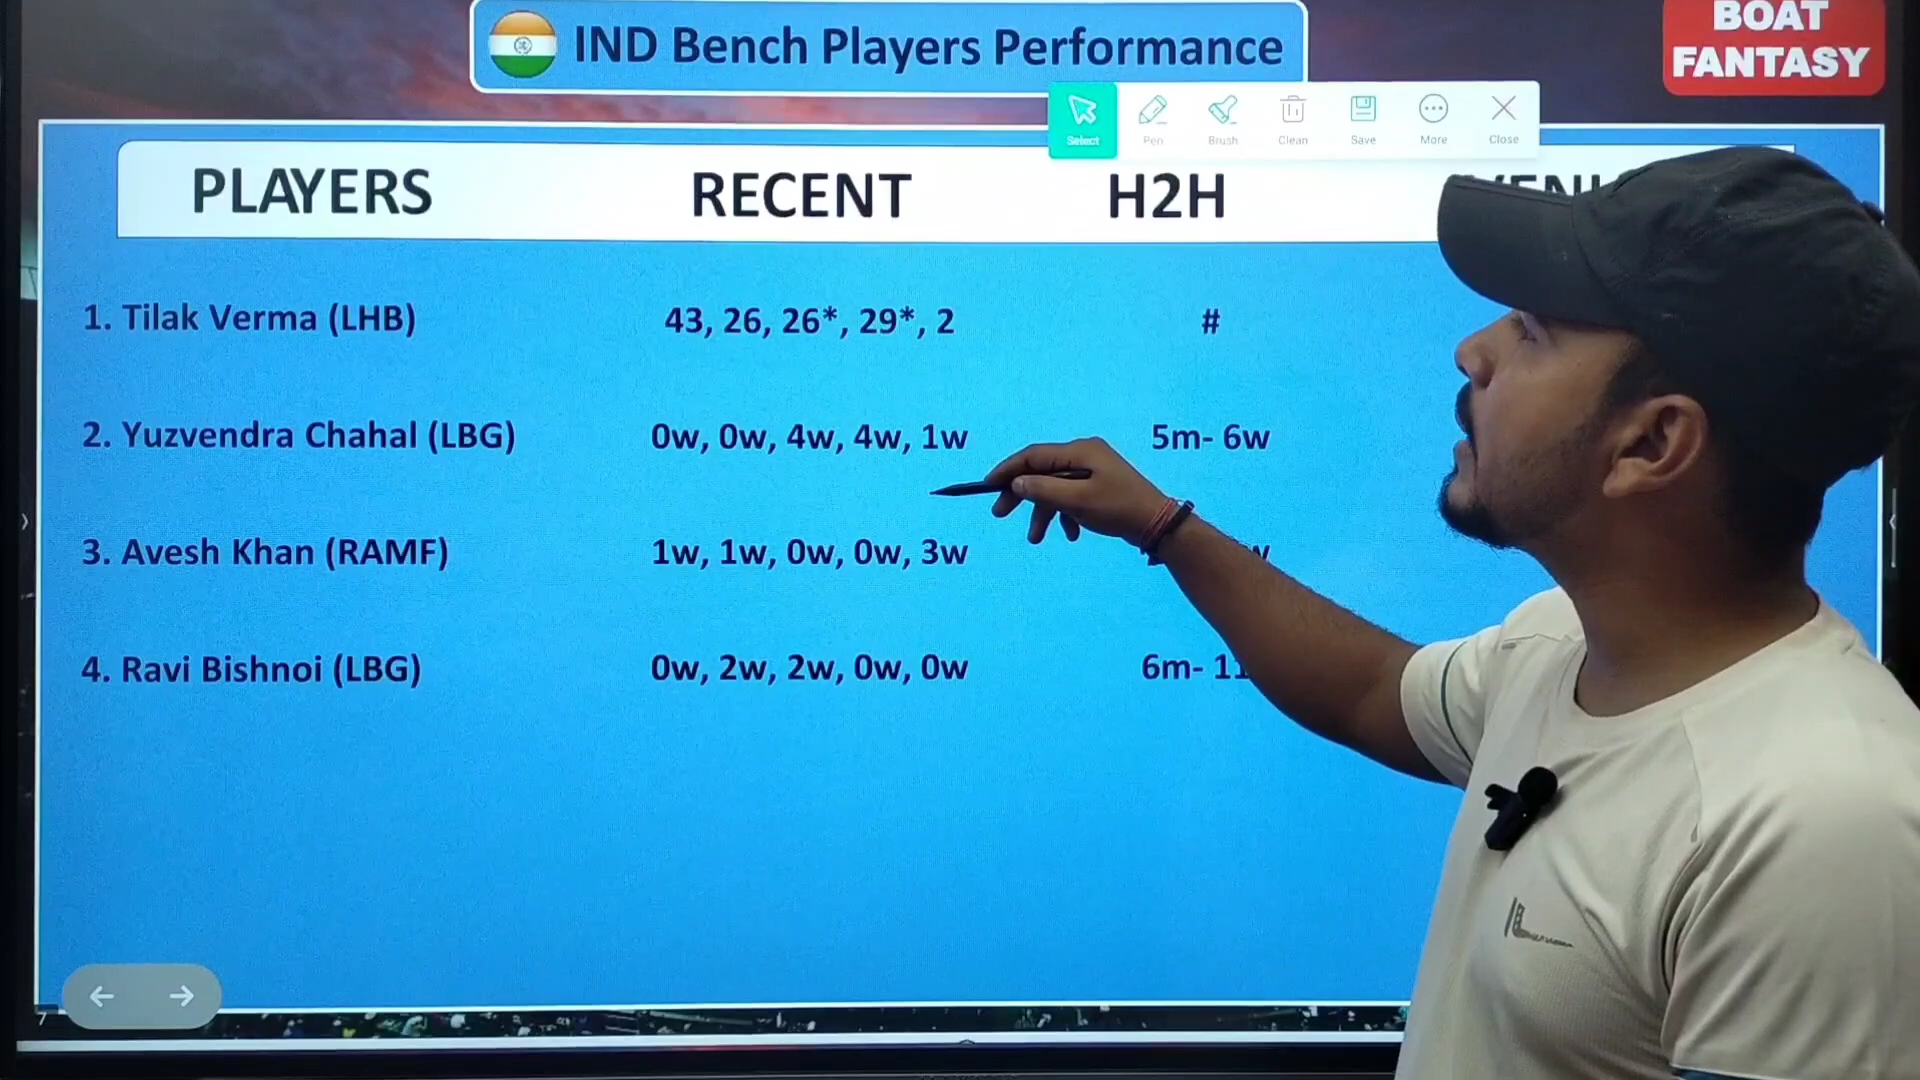 IND Bench Players Performance
BOAT
FANTASY
Select
Pen
Brush
Clean
Save
More
Close
PLAYERS RECENT H2H
1. Tilak Verma (LHB) 43, 26, 26*, 29*, 2 #
2. Yuzvendra Chahal (LBG) 0w, 0w, 4w, 4w, 1w 5m- 6w
3. Avesh Khan (RAMF) 1w, 1w, 0w, 0w, 3w
4. Ravi Bishnoi (LBG) 0w, 2w, 2w, 0w, 0w 6m-
7